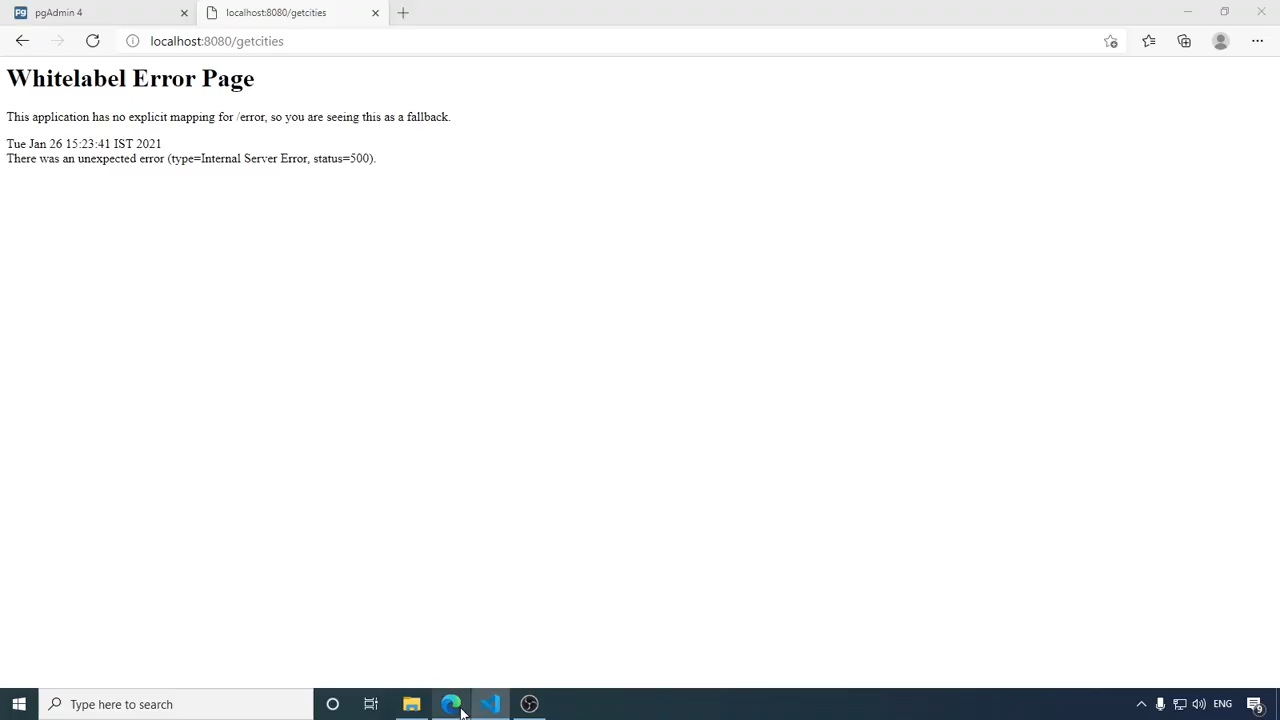 pgAdmin 4
localhost:8080/getcities
localhost:8080/getcities
Whitelabel Error Page
This application has no explicit mapping for /error, so you are seeing this as a fallback.
Tue Jan 26 15:23:41 IST 2021
There was an unexpected error (type=Internal Server Error, status=500).
Type here to search
ENG
9